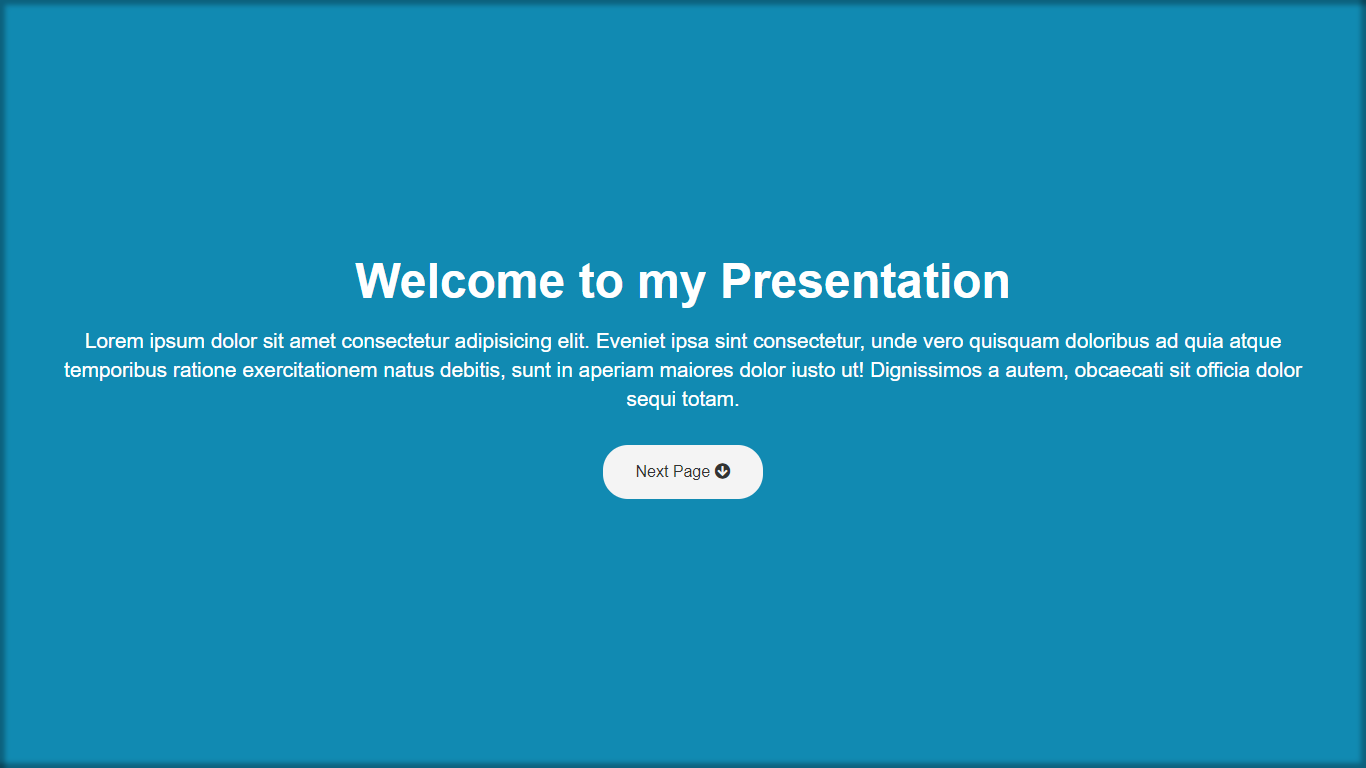 Welcome to my Presentation
Lorem ipsum dolor sit amet consectetur adipisicing elit. Eveniet ipsa sint consectetur, unde vero quisquam doloribus ad quia atque
temporibus ratione exercitationem natus debitis, sunt in aperiam maiores dolor iusto ut! Dignissimos a autem, obcaecati sit officia dolor
sequi totam.
Next Page